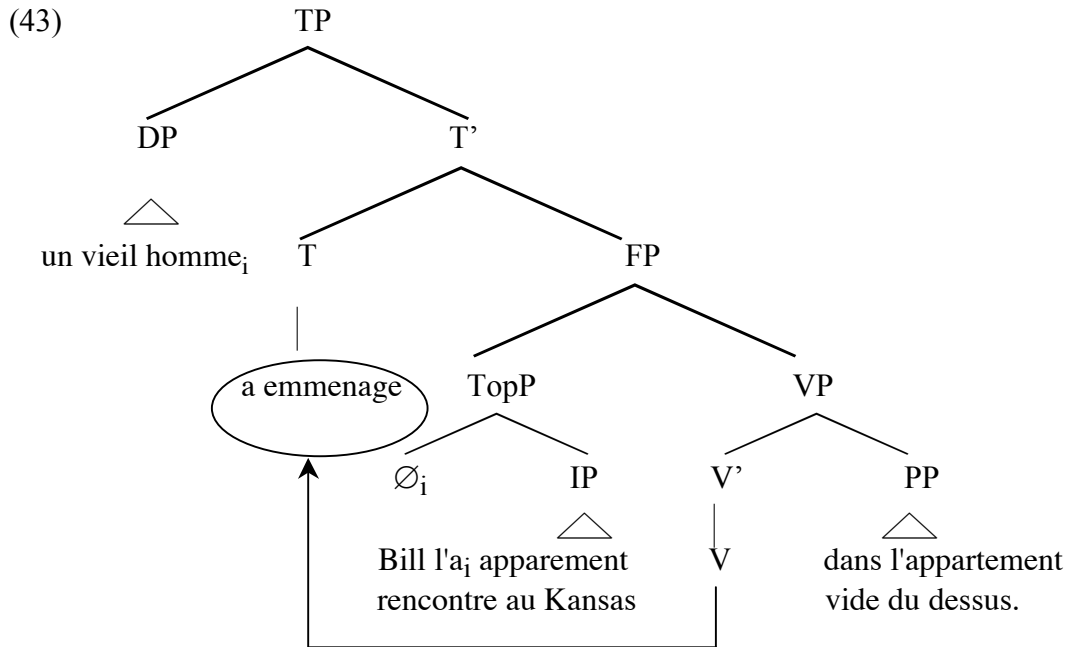 (43) TP
DP T’
un vieil hommei T FP
a emmenage TopP VP
∅i IP V’ PP
Bill l'ai apparement V dans l'appartement
rencontre au Kansas vide du dessus.